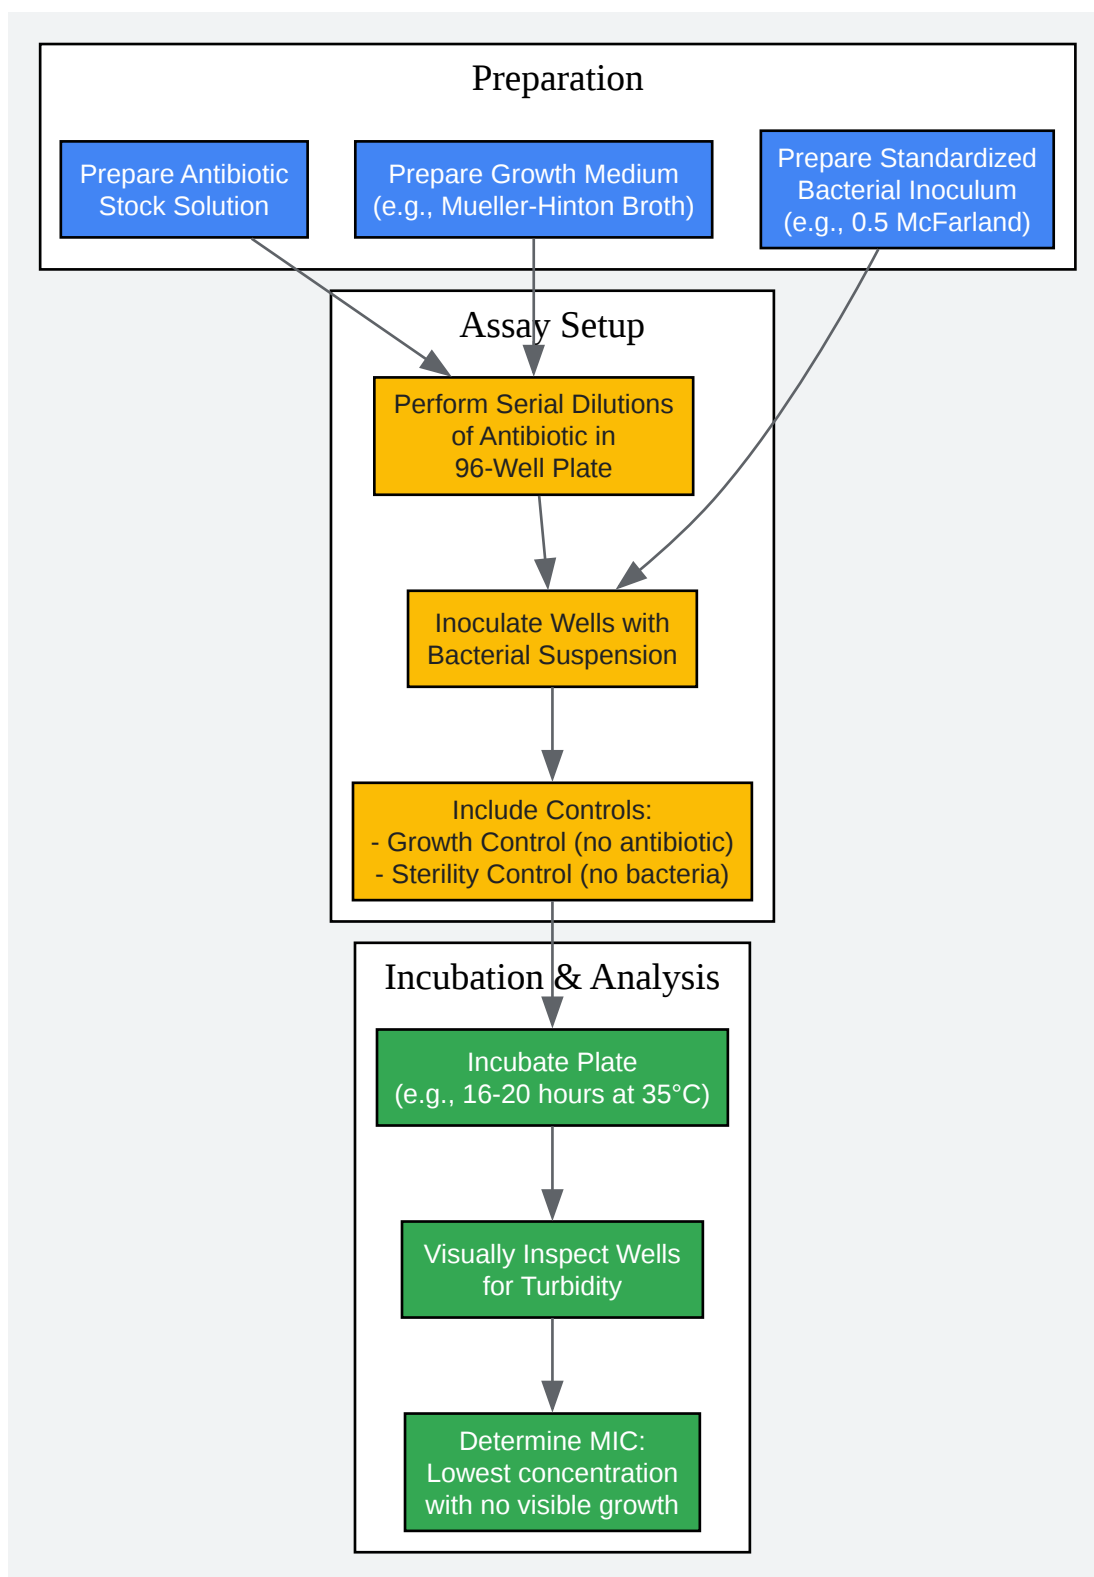 Preparation
Prepare Antibiotic
Stock Solution
Prepare Growth Medium
(e.g., Mueller-Hinton Broth)
Prepare Standardized
Bacterial Inoculum
(e.g., 0.5 McFarland)
Assay Setup
Perform Serial Dilutions
of Antibiotic in
96-Well Plate
Inoculate Wells with
Bacterial Suspension
Include Controls:
- Growth Control (no antibiotic)
- Sterility Control (no bacteria)
Incubation & Analysis
Incubate Plate
(e.g., 16-20 hours at 35°C)
Visually Inspect Wells
for Turbidity
Determine MIC:
Lowest concentration
with no visible growth